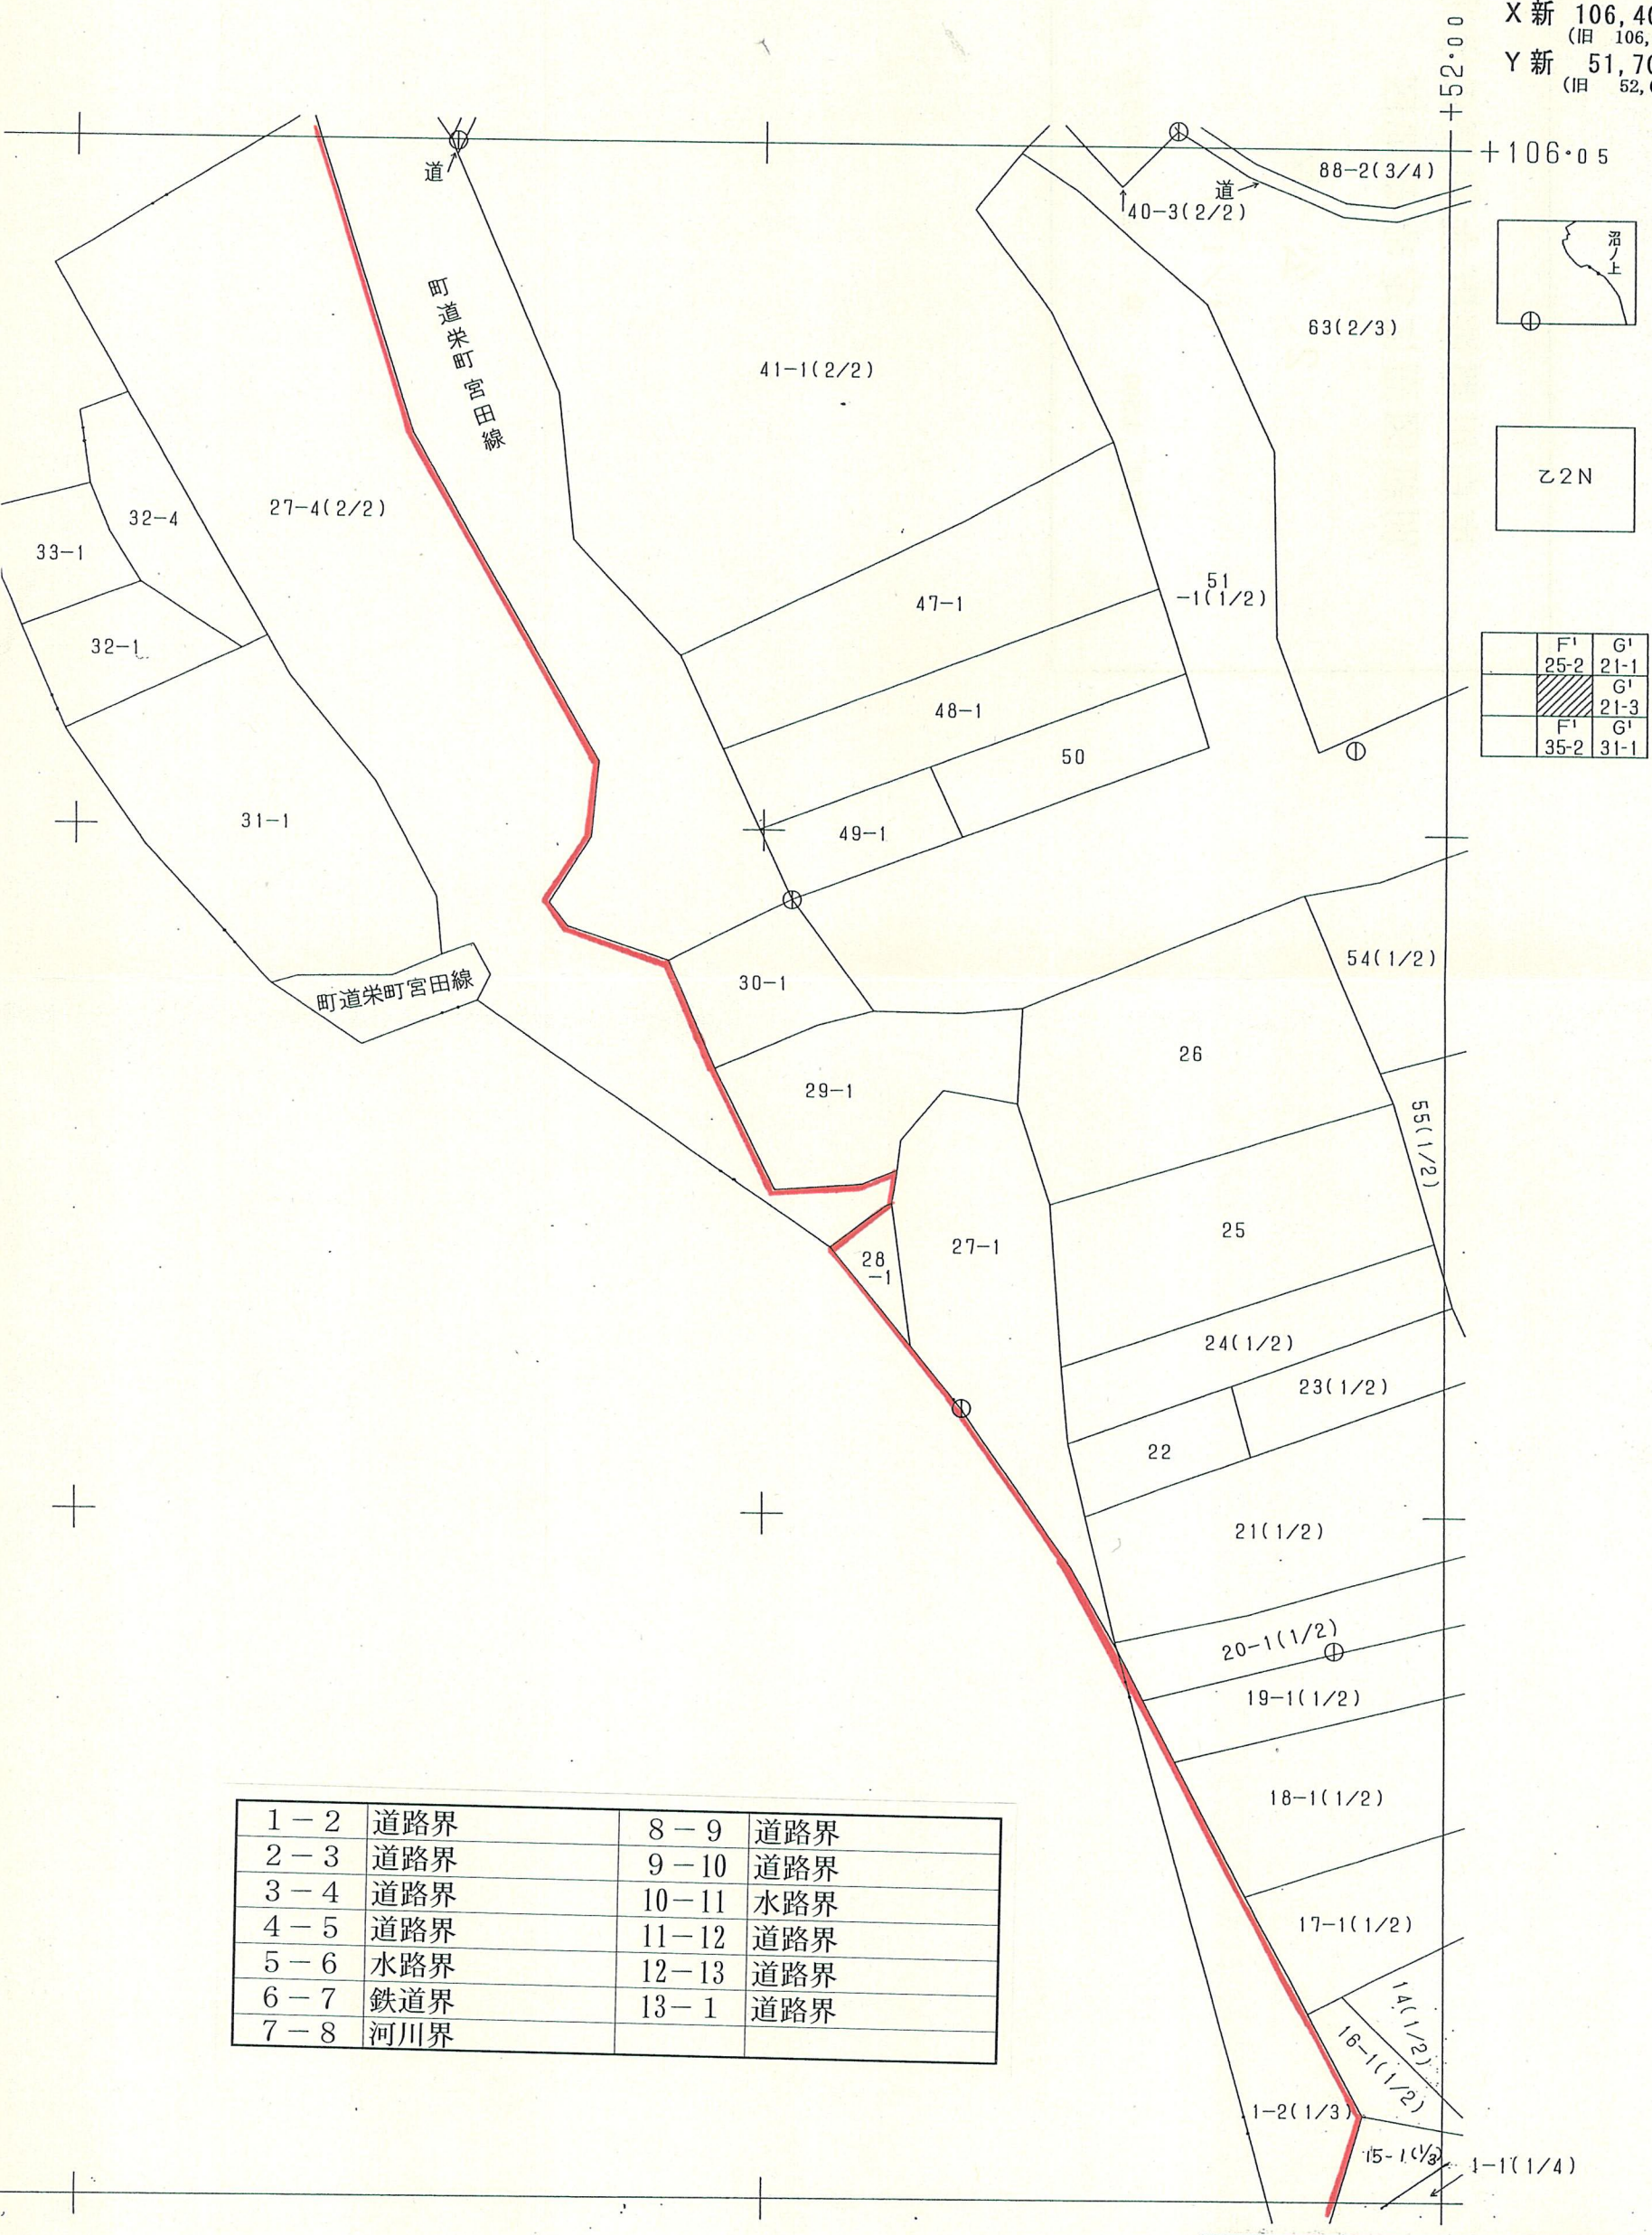 X新 106,40
(旧 106,
Y新 51,70
(旧 52,
+52・00
+106・05
道
88-2(3/4)
道
40-3(2/2)
沼ノ上
町道栄町宮田線
63(2/3)
41-1(2/2)
乙2N
32-4
27-4(2/2)
33-1
47-1
51
-1(1/2)
32-1
F' G'
25-2 21-1
G'
21-3
F' G'
35-2 31-1
48-1
50
31-1
49-1
54(1/2)
町道栄町宮田線
30-1
26
29-1
55(1/2)
25
27-1
28
-1
24(1/2)
23(1/2)
22
21(1/2)
20-1(1/2)
19-1(1/2)
18-1(1/2)
1-2 道路界 8-9 道路界
2-3 道路界 9-10 道路界
3-4 道路界 10-11 水路界
4-5 道路界 11-12 道路界
5-6 水路界 12-13 道路界
6-7 鉄道界 13-1 道路界
7-8 河川界
17-1(1/2)
14(1/2)
16-1(1/2)
1-2(1/3)
15-1(1/3)
1-1(1/4)